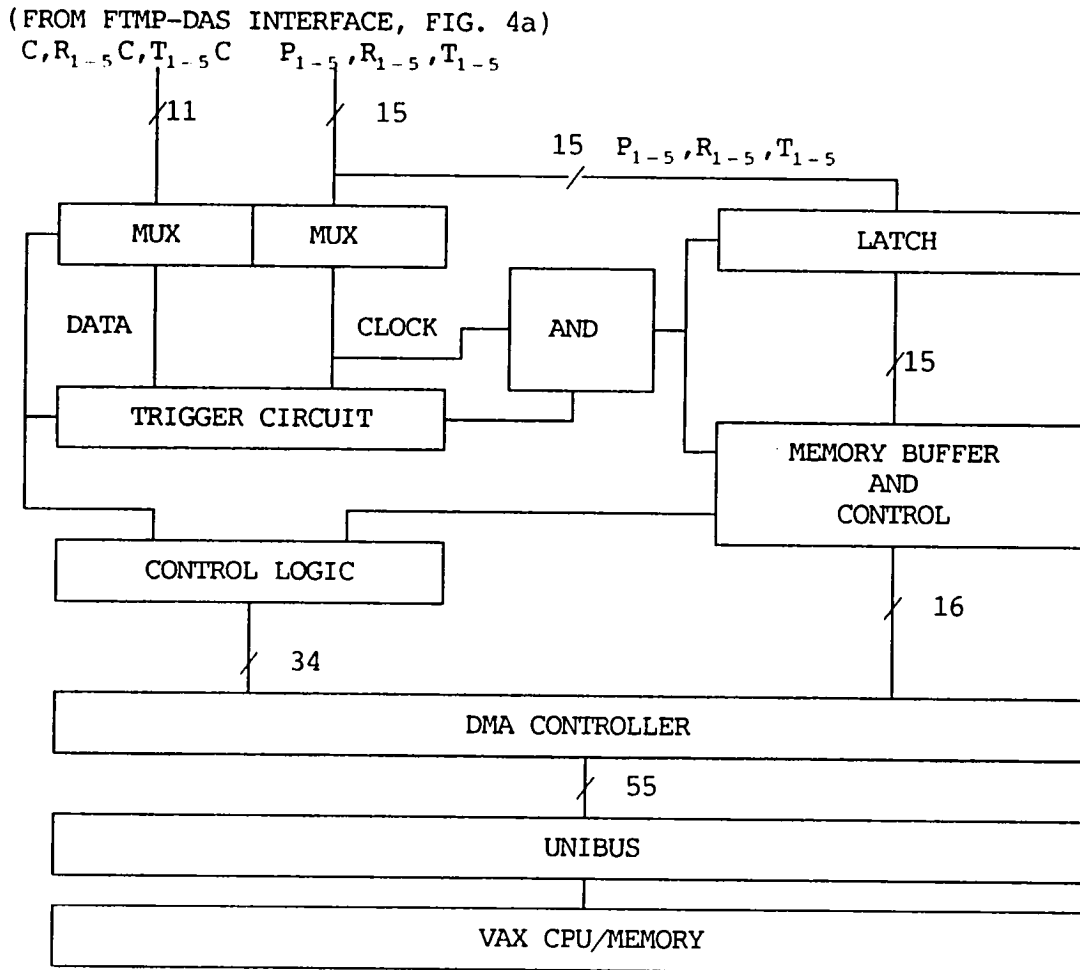 (FROM FTMP-DAS INTERFACE, FIG. 4a)
C,R₁₋₅C,T₁₋₅C P₁₋₅,R₁₋₅,T₁₋₅
11 15
15 P₁₋₅,R₁₋₅,T₁₋₅
MUX MUX LATCH
DATA CLOCK AND
15
TRIGGER CIRCUIT
MEMORY BUFFER
AND
CONTROL
CONTROL LOGIC
16
34
DMA CONTROLLER
55
UNIBUS
VAX CPU/MEMORY